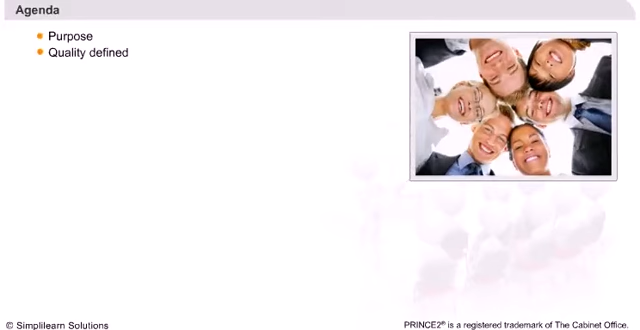 Agenda
Purpose
Quality defined
© Simplilearn Solutions
PRINCE2® is a registered trademark of The Cabinet Office.